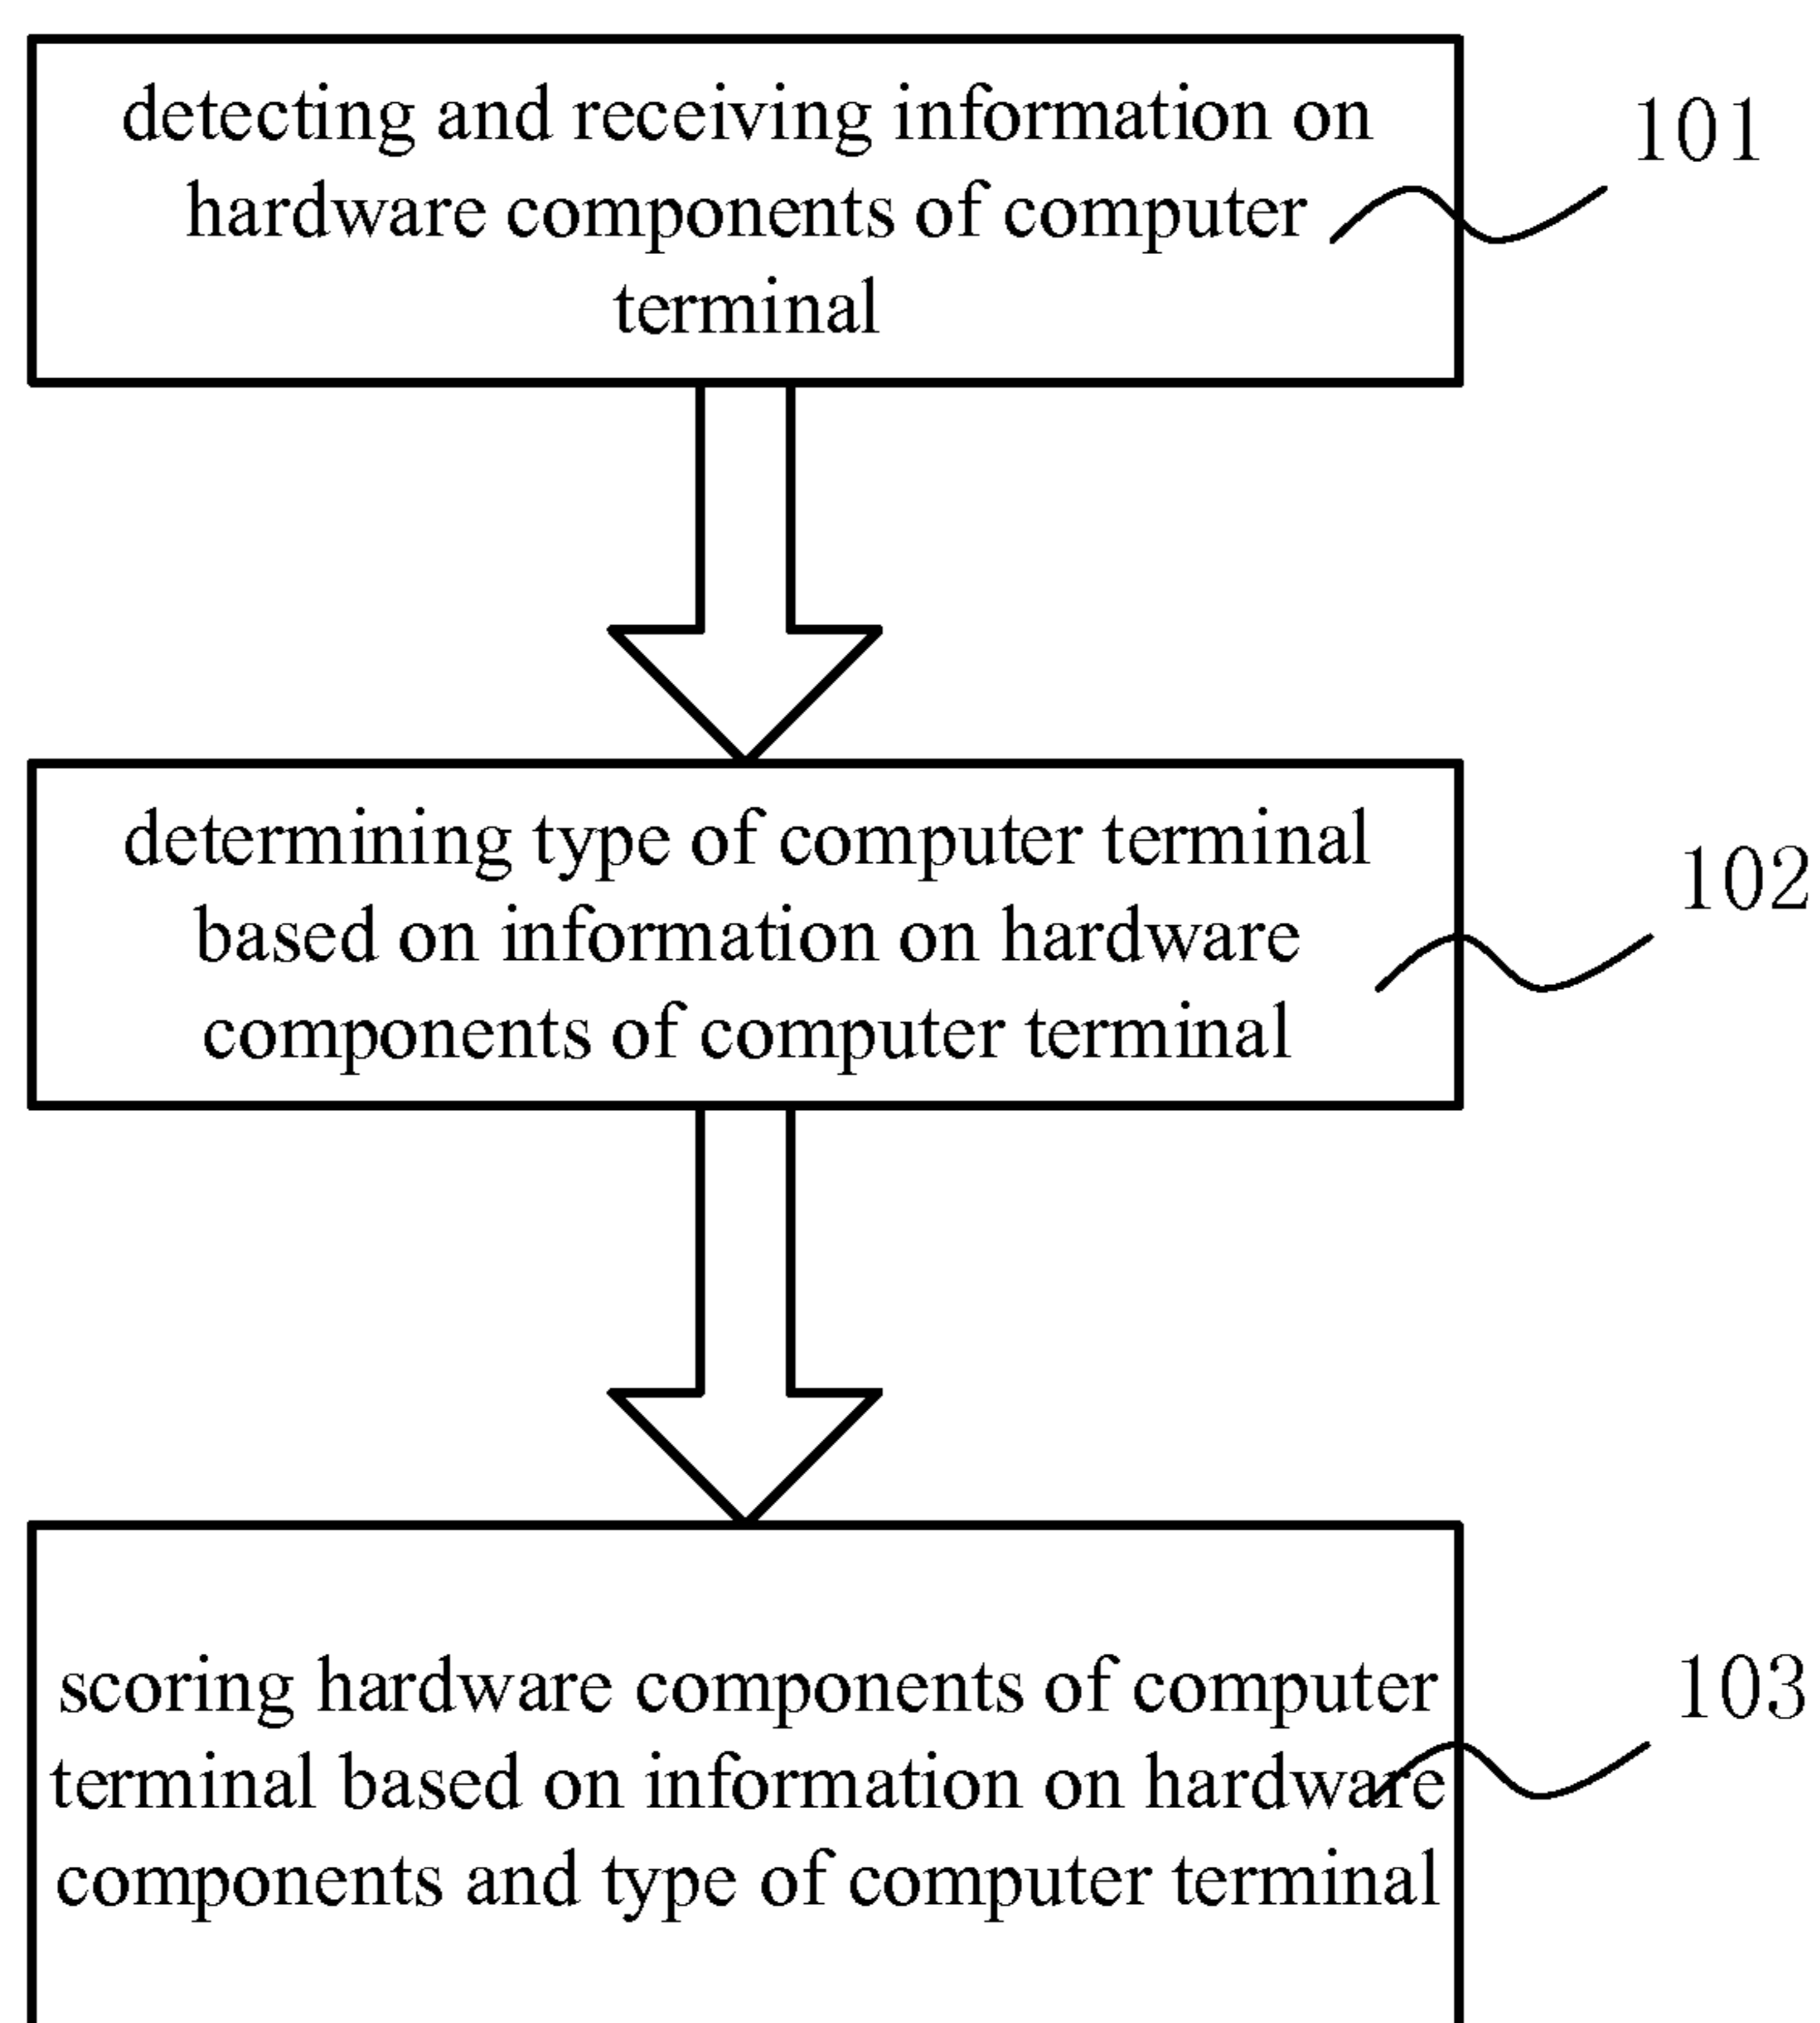 detecting and receiving information on
hardware components of computer
terminal
101
determining type of computer terminal
based on information on hardware
components of computer terminal
102
scoring hardware components of computer
terminal based on information on hardware
components and type of computer terminal
103